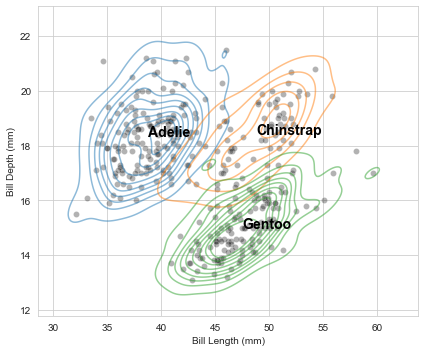 22
20
18
16
14
12
Bill Depth (mm)
Adelie
Chinstrap
Gentoo
30 35 40 45 50 55 60
Bill Length (mm)